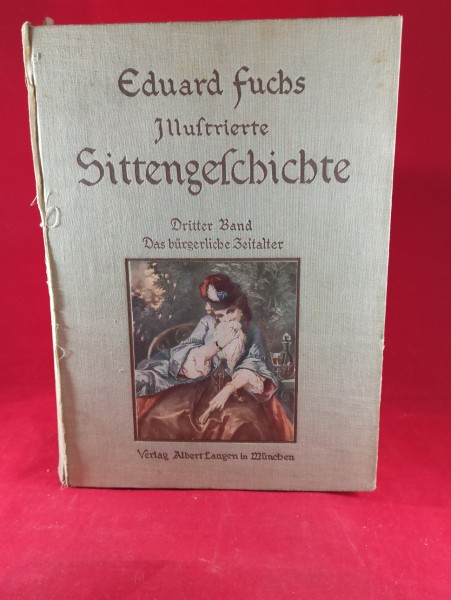 Eduard Fuchs
Illuſtrierte
Sittengeſchichte
Dritter Band
Das bürgerliche Zeitalter
Verlag Albert Langen in München